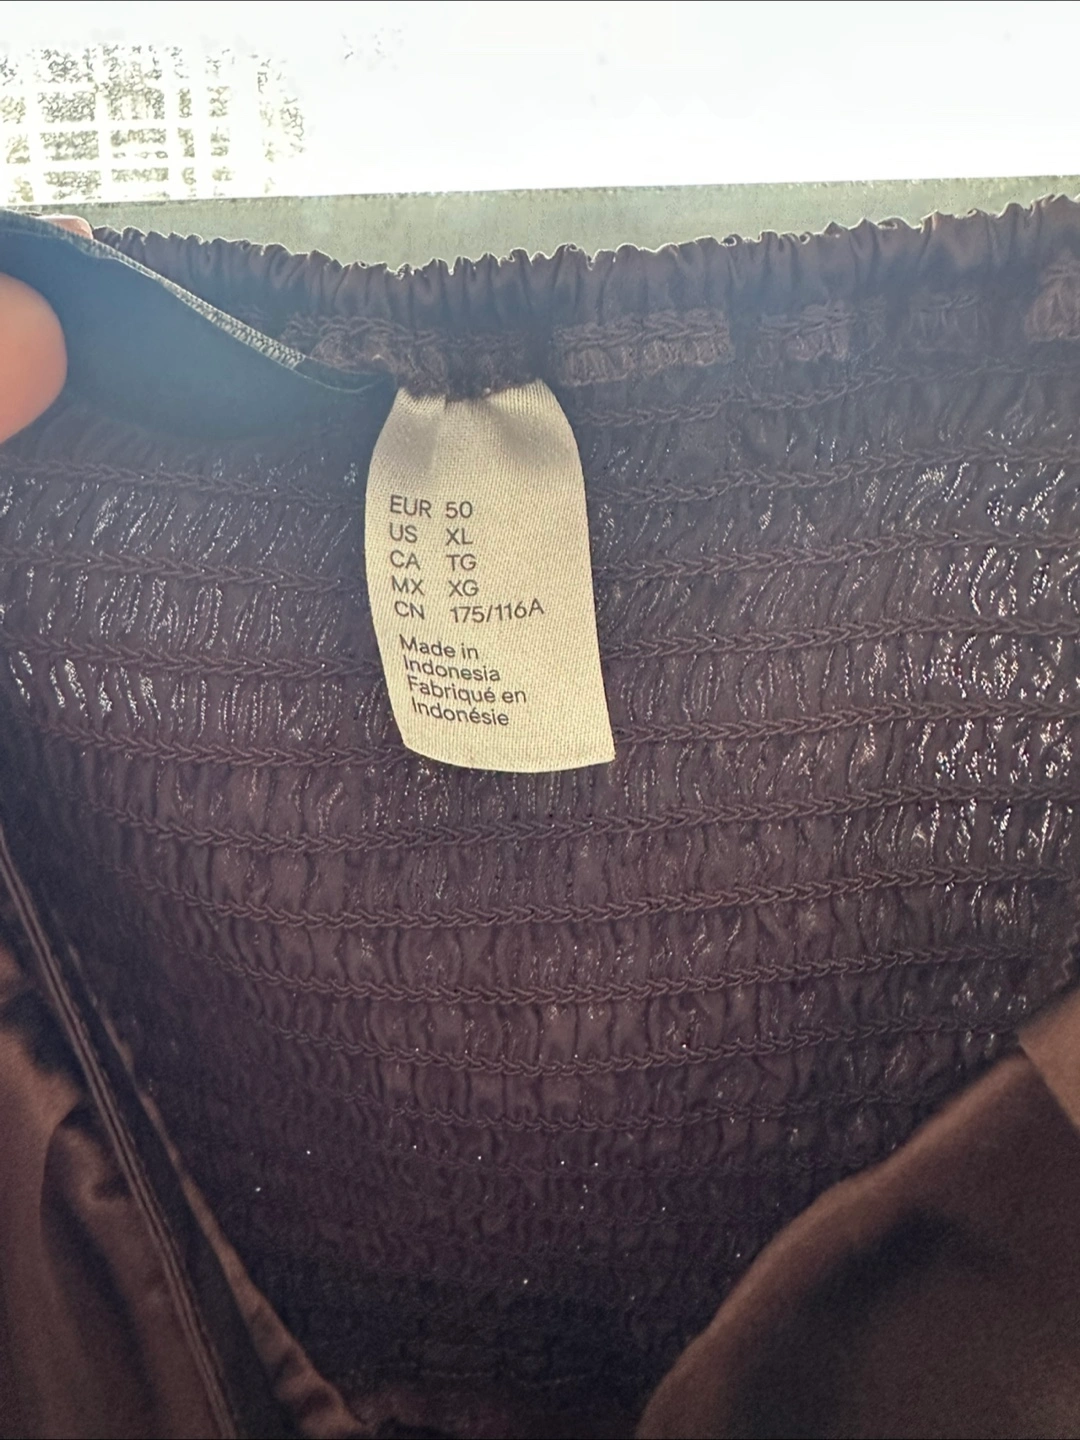 EUR 50
US XL
CA TG
MX XG
CN 175/116A
Made in
Indonesia
Fabriqué en
Indonésie